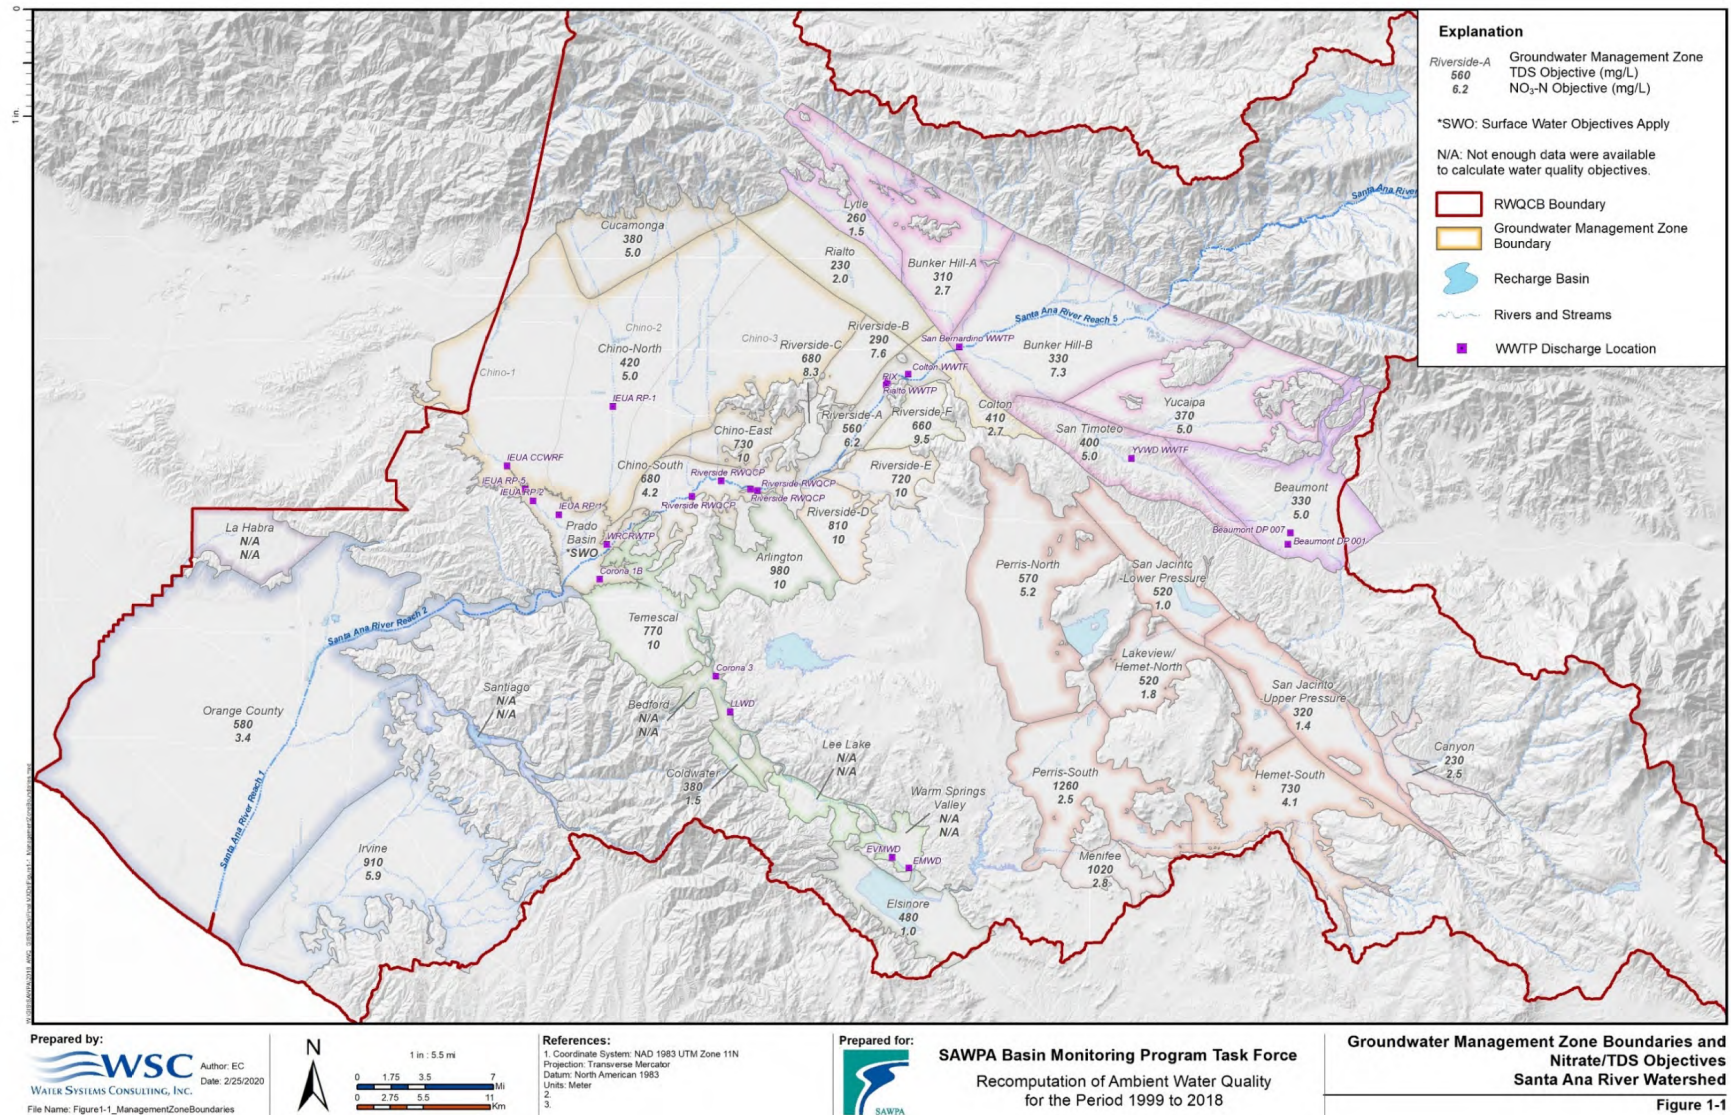 0
1 in.
Explanation
Riverside-A
560
6.2
Groundwater Management Zone
TDS Objective (mg/L)
NO₃-N Objective (mg/L)
*SWO: Surface Water Objectives Apply
N/A: Not enough data were available
to calculate water quality objectives.
RWQCB Boundary
Groundwater Management Zone
Boundary
Recharge Basin
Rivers and Streams
WWTP Discharge Location
Santa Ana River
Cucamonga
380
5.0
Lytle
260
1.5
Rialto
230
2.0
Bunker Hill-A
310
2.7
Santa Ana River Reach 5
Chino-2
Chino-North
420
5.0
Chino-3
Chino-1
Riverside-B
290
7.6
Riverside-C
680
8.3
San Bernardino WWTP
Bunker Hill-B
330
7.3
Colton WWTF
RIX
Rialto WWTP
IEUA RP-1
Riverside-A
560
6.2
Riverside-F
660
9.5
Colton
410
2.7
Yucaipa
370
5.0
San Timoteo
400
5.0
YVWD WWTF
Chino-East
730
10
IEUA CCWRF
IEUA RP-5
IEUA RP-2
IEUA RP-1
Chino-South
680
4.2
Riverside RWQCP
Riverside RWQCP
Riverside RWQCP
Riverside RWQCP
Riverside-E
720
10
Riverside-D
810
10
Beaumont
330
5.0
Beaumont DP 007
Beaumont DP 001
La Habra
N/A
N/A
Prado
Basin
*SWO
WRCRWTP
Corona 1B
Arlington
980
10
Perris-North
570
5.2
San Jacinto
-Lower Pressure
520
1.0
Santa Ana River Reach 2
Temescal
770
10
Lakeview/
Hemet-North
520
1.8
Corona 3
LLWD
Santiago
N/A
N/A
Bedford
N/A
N/A
San Jacinto
Upper Pressure
320
1.4
Orange County
580
3.4
Santa Ana River Reach 1
Lee Lake
N/A
N/A
Canyon
230
2.5
Coldwater
380
1.5
Perris-South
1260
2.5
Hemet-South
730
4.1
Warm Springs
Valley
N/A
N/A
Irvine
910
5.9
EVMWD
EMWD
Menifee
1020
2.8
Elsinore
480
1.0
Prepared by:
WSC
WATER SYSTEMS CONSULTING, INC.
Author: EC
Date: 2/25/2020
File Name: Figure1-1_ManagementZoneBoundaries
N
1 in : 5.5 mi
0 1.75 3.5 7
Mi
0 2.75 5.5 11
Km
References:
1. Coordinate System: NAD 1983 UTM Zone 11N
Projection: Transverse Mercator
Datum: North American 1983
Units: Meter
2.
3.
Prepared for:
SAWPA
SAWPA Basin Monitoring Program Task Force
Recomputation of Ambient Water Quality
for the Period 1999 to 2018
Groundwater Management Zone Boundaries and
Nitrate/TDS Objectives
Santa Ana River Watershed
Figure 1-1